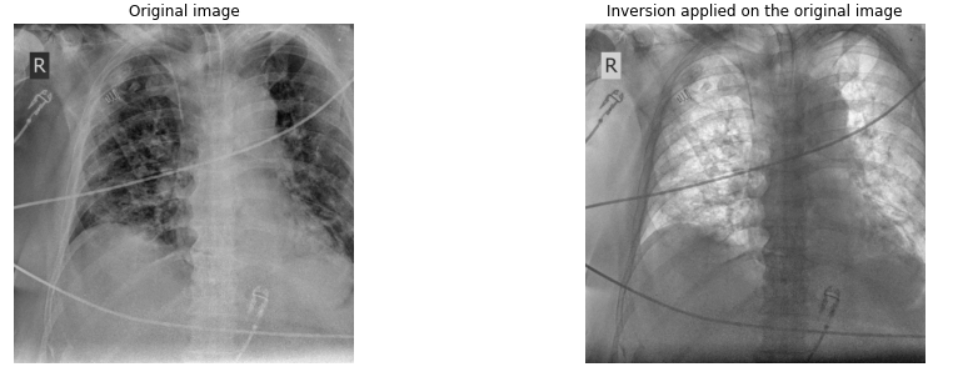 Original image
Inversion applied on the original image
R
R